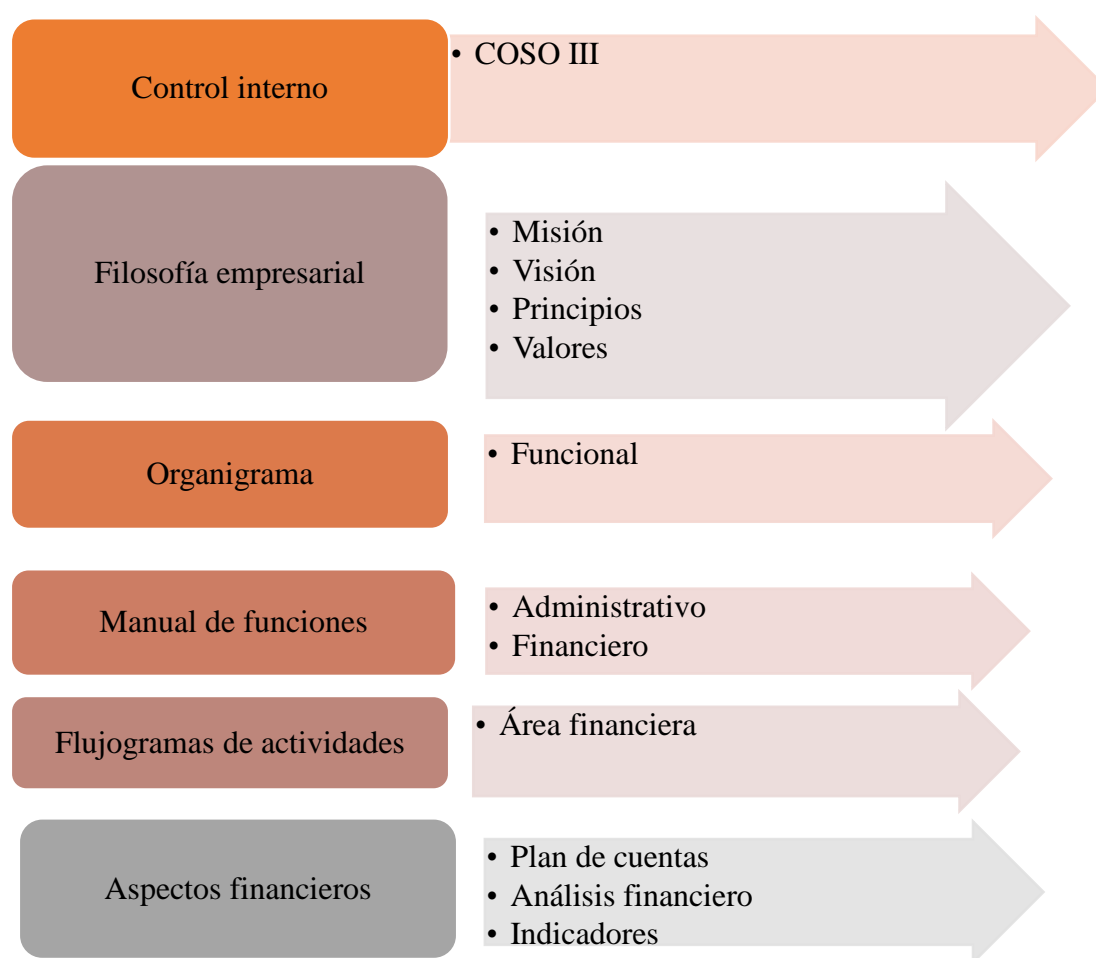 Control interno
• COSO III
Filosofía empresarial
• Misión
• Visión
• Principios
• Valores
Organigrama
• Funcional
Manual de funciones
• Administrativo
• Financiero
Flujogramas de actividades
• Área financiera
Aspectos financieros
• Plan de cuentas
• Análisis financiero
• Indicadores